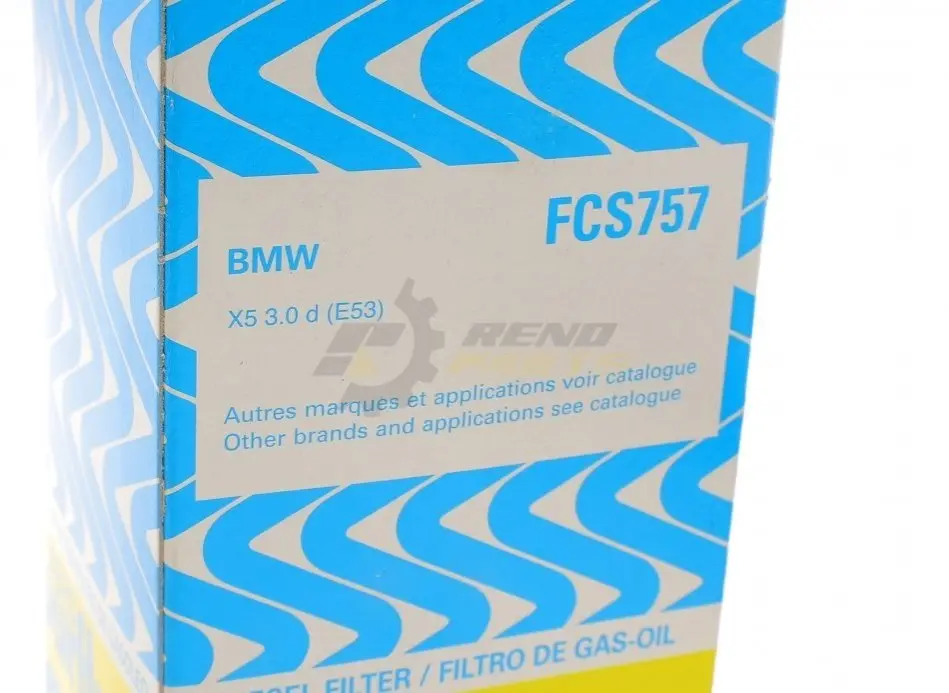 FCS757
BMW
X5 3.0 d (E53)
RENO
PARTS
Autres marques et applications voir catalogue
Other brands and applications see catalogue
FILTER / FILTRO DE GAS-OIL